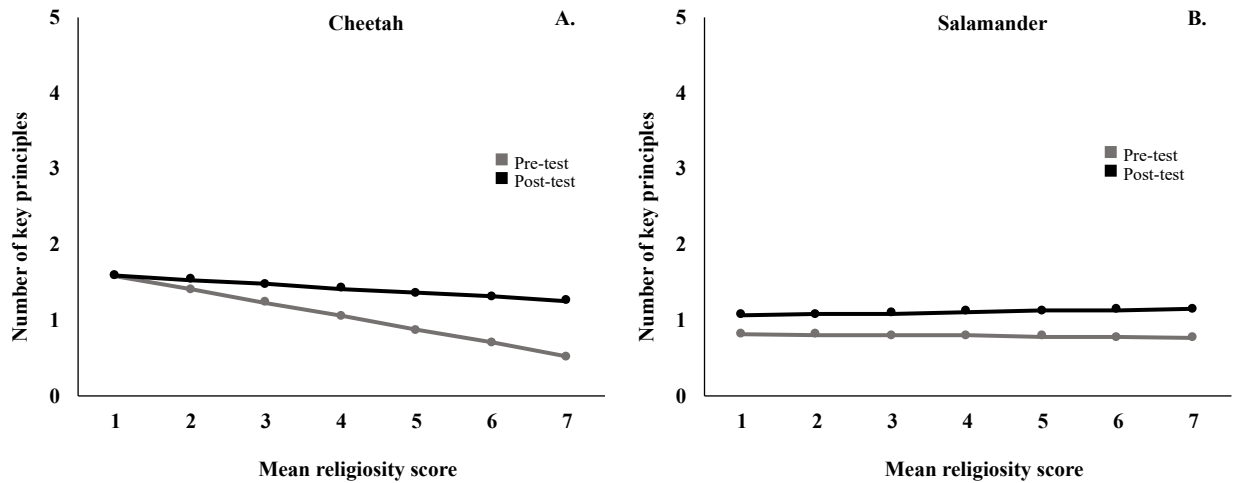 Cheetah
A.
5
4
3
2
1
0
Number of key principles
Pre-test
Post-test
1 2 3 4 5 6 7
Mean religiosity score
Salamander
B.
5
4
3
2
1
0
Number of key principles
Pre-test
Post-test
1 2 3 4 5 6 7
Mean religiosity score